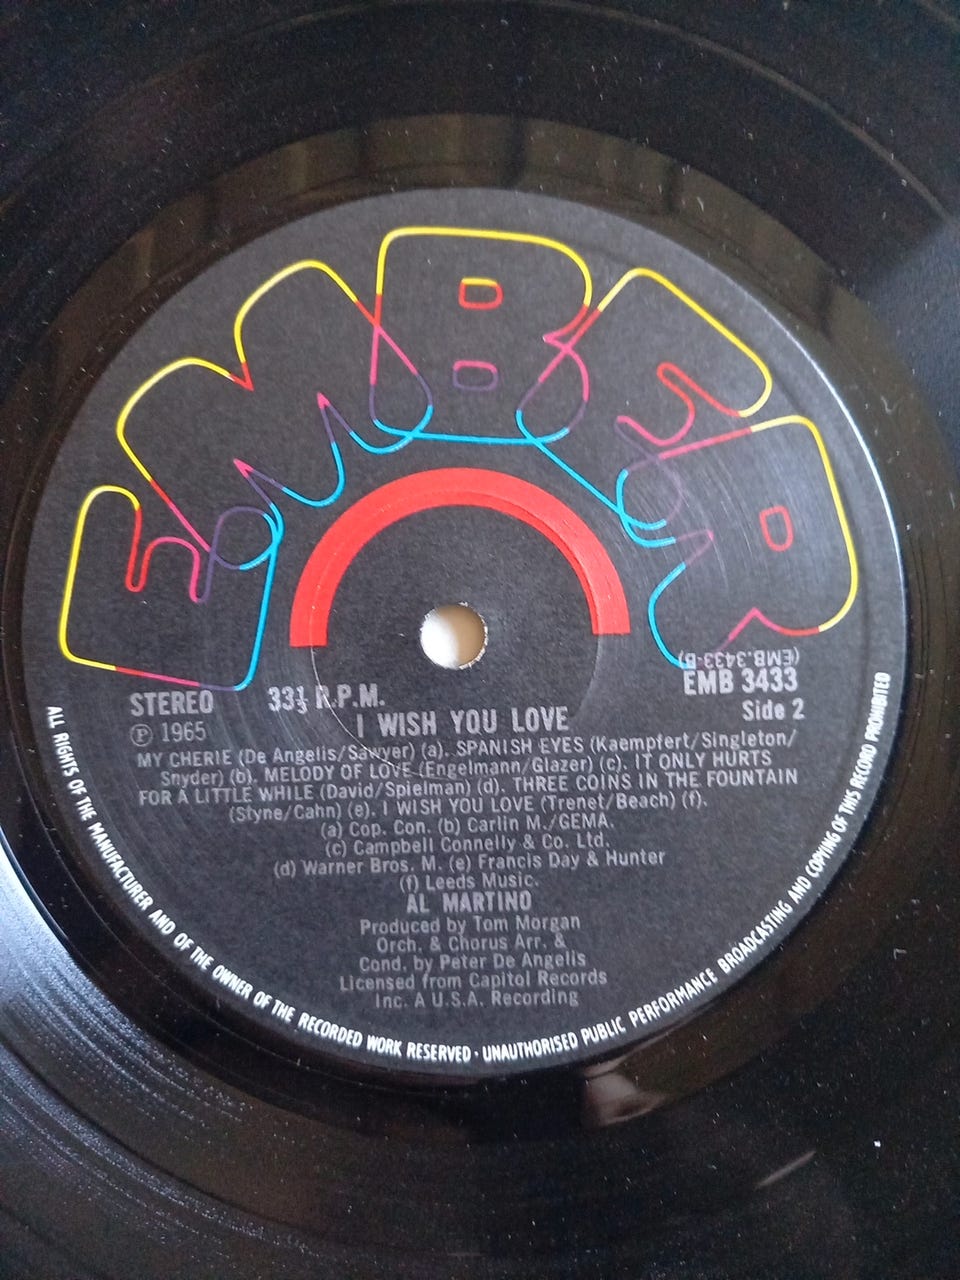 EMBER
(EMB.3433-B)
STEREO 33⅓ R.P.M. EMB 3433
Ⓟ 1965 Side 2
I WISH YOU LOVE
MY CHERIE (De Angelis/Sawyer) (a). SPANISH EYES (Kaempfert/Singleton/
Snyder) (b). MELODY OF LOVE (Engelmann/Glazer) (c). IT ONLY HURTS
FOR A LITTLE WHILE (David/Spielman) (d). THREE COINS IN THE FOUNTAIN
(Styne/Cahn) (e). I WISH YOU LOVE (Trenet/Beach) (f).
(a) Cop. Con. (b) Carlin M./GEMA.
(c) Campbell Connelly & Co. Ltd.
(d) Warner Bros. M. (e) Francis Day & Hunter
(f) Leeds Music.
AL MARTINO
Produced by Tom Morgan
Orch. & Chorus Arr. &
Cond. by Peter De Angelis
Licensed from Capitol Records
Inc. A U.S.A. Recording
ALL RIGHTS OF THE MANUFACTURER AND OF THE OWNER OF THE RECORDED WORK RESERVED · UNAUTHORISED PUBLIC PERFORMANCE BROADCASTING AND COPYING OF THIS RECORD PROHIBITED